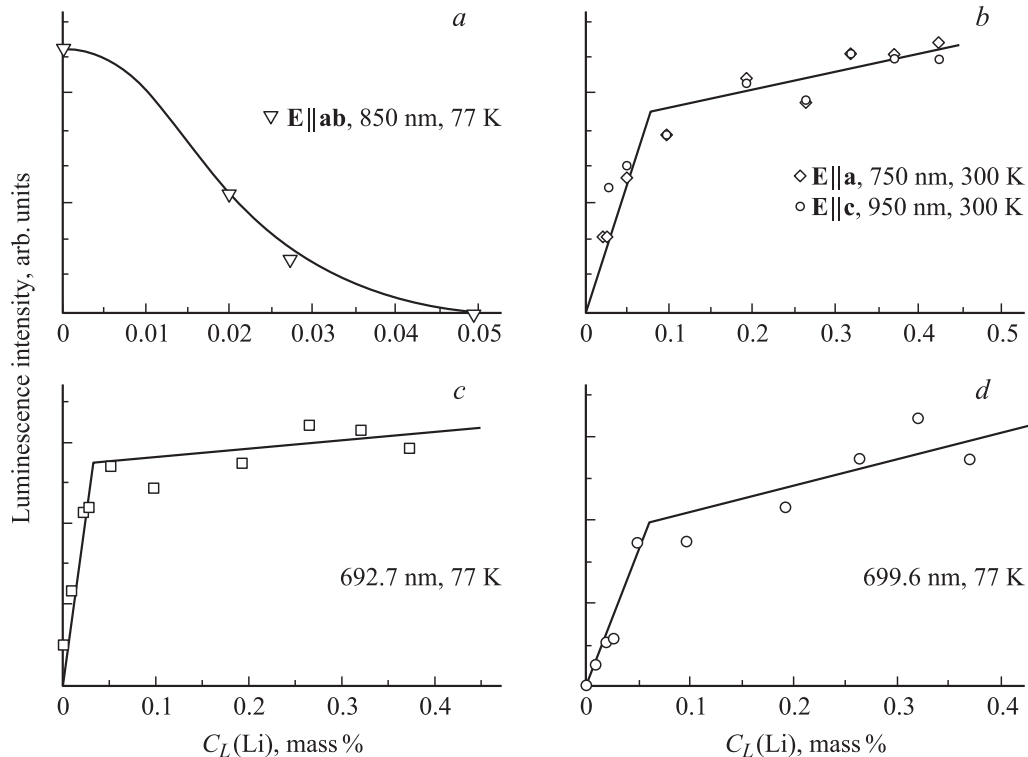 Luminescence intensity, arb. units
a
E||ab, 850 nm, 77 K
0 0.01 0.02 0.03 0.04 0.05
b
E||a, 750 nm, 300 K
E||c, 950 nm, 300 K
0 0.1 0.2 0.3 0.4 0.5
c
692.7 nm, 77 K
0 0.1 0.2 0.3 0.4
C_L(Li), mass %
d
699.6 nm, 77 K
0 0.1 0.2 0.3 0.4
C_L(Li), mass %